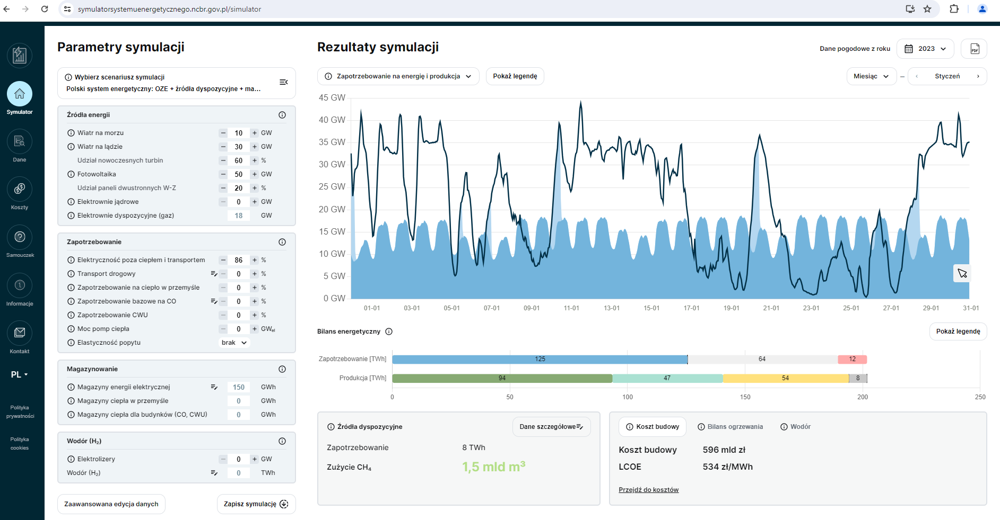 symulatorsystemuenergetycznego.ncbr.gov.pl/simulator
Symulator
Dane
Koszty
Samouczek
Informacje
Kontakt
PL
Polityka
prywatności
Polityka
cookies
Parametry symulacji
Wybierz scenariusz symulacji
Polski system energetyczny: OZE + źródła dyspozycyjne + ma...
Źródła energii
Wiatr na morzu − 10 + GW
Wiatr na lądzie − 30 + GW
Udział nowoczesnych turbin − 60 + %
Fotowoltaika − 50 + GW
Udział paneli dwustronnych W-Z − 20 + %
Elektrownie jądrowe − 0 + GW
Elektrownie dyspozycyjne (gaz) 18 GW
Zapotrzebowanie
Elektryczność poza ciepłem i transportem − 86 + %
Transport drogowy − 0 + %
Zapotrzebowanie na ciepło w przemyśle − 0 + %
Zapotrzebowanie bazowe na CO − 0 + %
Zapotrzebowanie CWU − 0 + %
Moc pomp ciepła − 0 + GWel
Elastyczność popytu brak
Magazynowanie
Magazyny energii elektrycznej 150 GWh
Magazyny ciepła w przemyśle 0 GWh
Magazyny ciepła dla budynków (CO, CWU) 0 GWh
Wodór (H₂)
Elektrolizery − 0 + GW
Wodór (H₂) 0 TWh
Zaawansowana edycja danych
Zapisz symulację
Rezultaty symulacji
Dane pogodowe z roku 2023 PDF
Zapotrzebowanie na energię i produkcja
Pokaż legendę
Miesiąc – ‹ Styczeń ›
45 GW
40 GW
35 GW
30 GW
25 GW
20 GW
15 GW
10 GW
5 GW
0 GW
01-01 03-01 05-01 07-01 09-01 11-01 13-01 15-01 17-01 19-01 21-01 23-01 25-01 27-01 29-01 31-01
Bilans energetyczny
Pokaż legendę
Zapotrzebowanie [TWh] 125 64 12
Produkcja [TWh] 94 47 54 8
0 50 100 150 200 250
Źródła dyspozycyjne
Dane szczegółowe
Zapotrzebowanie 8 TWh
Zużycie CH₄ 1,5 mld m³
Koszt budowy
Bilans ogrzewania
Wodór
Koszt budowy 596 mld zł
LCOE 534 zł/MWh
Przejdź do kosztów